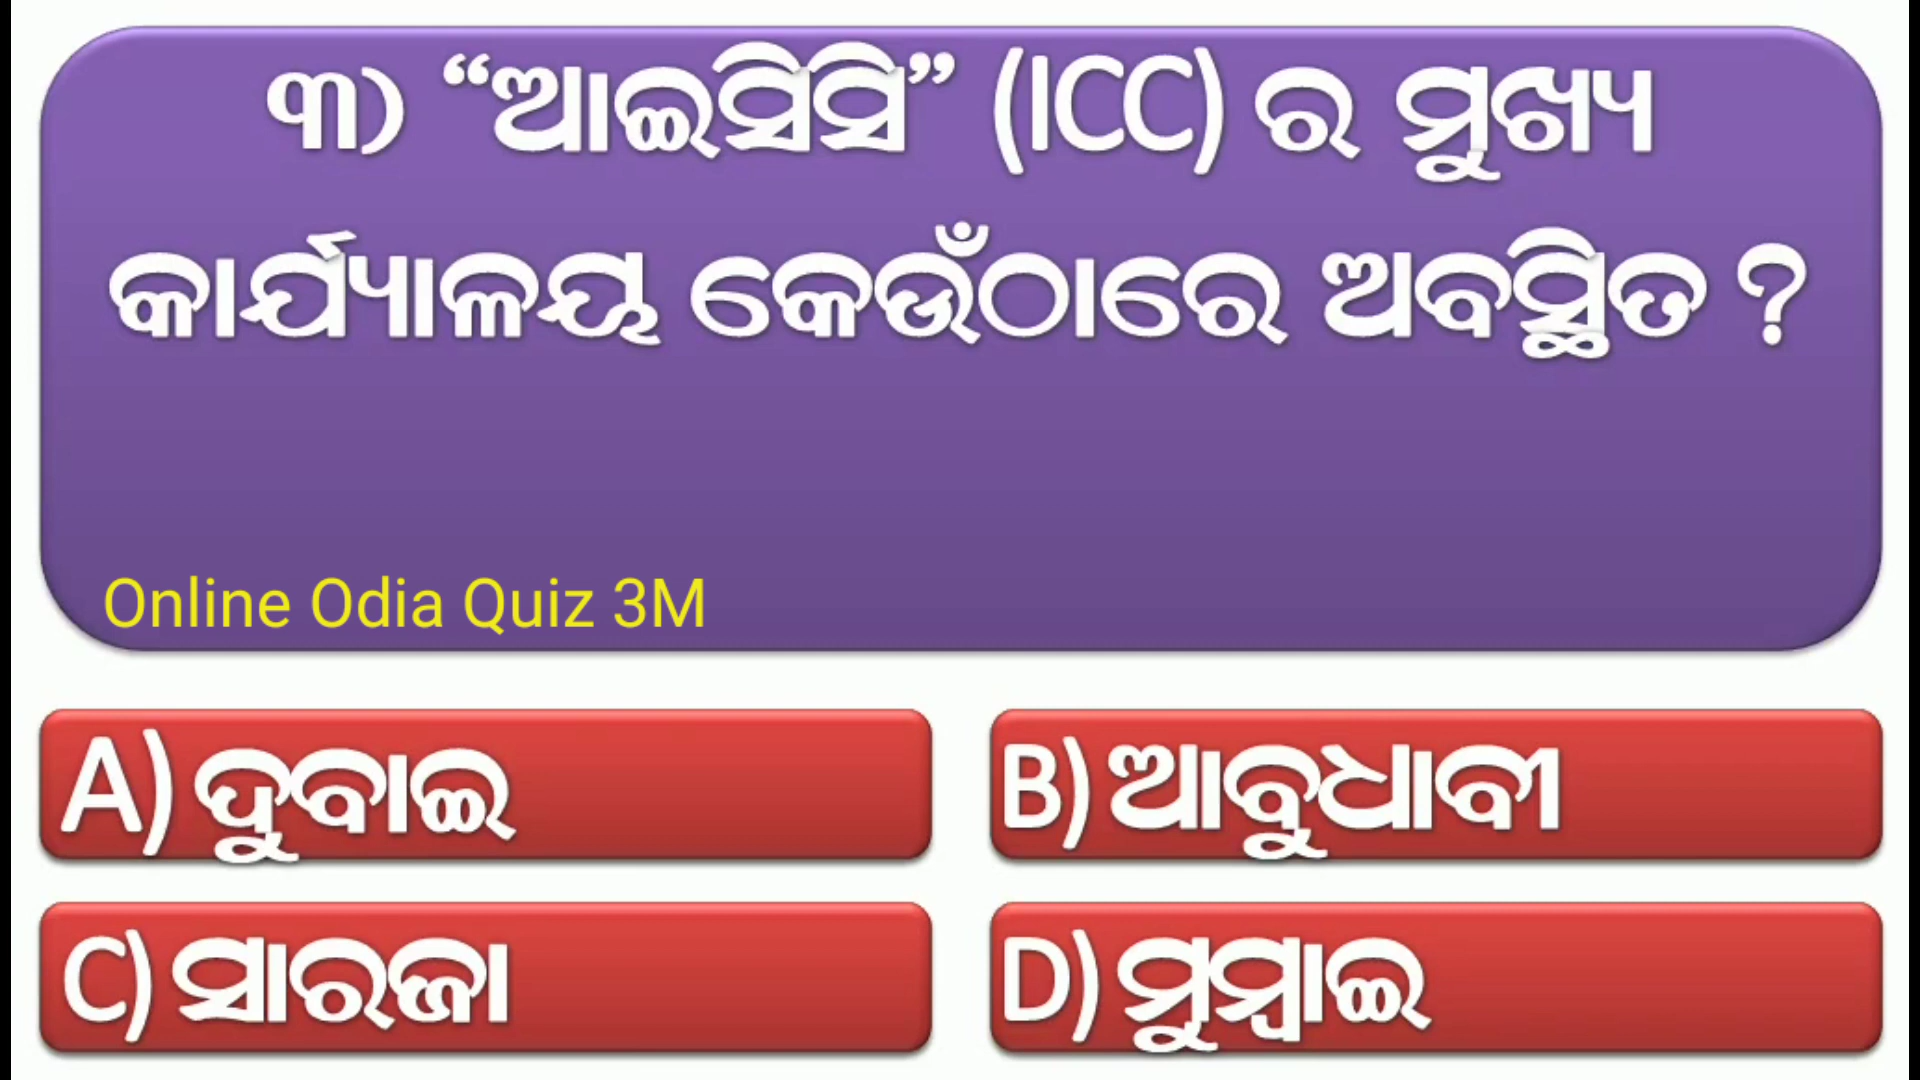 ୩) “ଆଇସିସି” (ICC) ର ମୁଖ୍ୟ
କାର୍ଯ୍ୟାଳୟ କେଉଁଠାରେ ଅବସ୍ଥିତ ?
Online Odia Quiz 3M
A) ଦୁବାଇ
B) ଆବୁଧାବୀ
C) ସାରଜା
D) ମୁମ୍ବାଇ